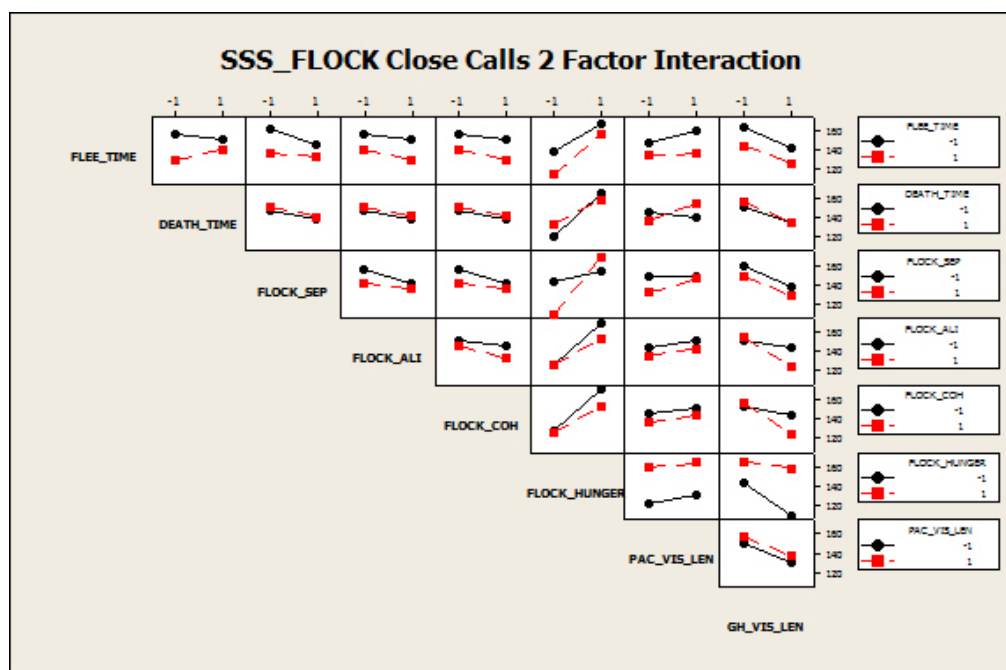 SSS_FLOCK Close Calls 2 Factor Interaction
-1 1 -1 1 -1 1 -1 1 -1 1 -1 1 -1 1
FLEE_TIME
160
140
120
FLEE_TIME
-1
1
DEATH_TIME
160
140
120
DEATH_TIME
-1
1
FLOCK_SEP
160
140
120
FLOCK_SEP
-1
1
FLOCK_ALI
160
140
120
FLOCK_ALI
-1
1
FLOCK_COH
160
140
120
FLOCK_COH
-1
1
FLOCK_HUNGER
160
140
120
FLOCK_HUNGER
-1
1
PAC_VIS_LEN
160
140
120
PAC_VIS_LEN
-1
1
GH_VIS_LEN